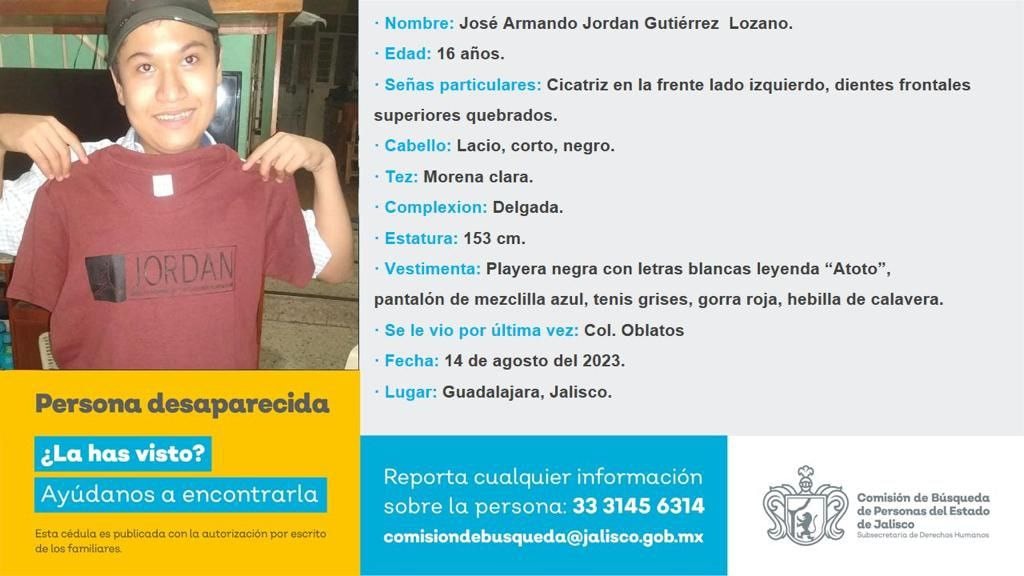 JORDAN
· Nombre: José Armando Jordan Gutiérrez Lozano.
· Edad: 16 años.
· Señas particulares: Cicatriz en la frente lado izquierdo, dientes frontales
superiores quebrados.
· Cabello: Lacio, corto, negro.
· Tez: Morena clara.
· Complexion: Delgada.
· Estatura: 153 cm.
· Vestimenta: Playera negra con letras blancas leyenda “Atoto”,
pantalón de mezclilla azul, tenis grises, gorra roja, hebilla de calavera.
· Se le vio por última vez: Col. Oblatos
· Fecha: 14 de agosto del 2023.
· Lugar: Guadalajara, Jalisco.
Persona desaparecida
¿La has visto?
Ayúdanos a encontrarla
Esta cédula es publicada con la autorización por escrito
de los familiares.
Reporta cualquier información
sobre la persona: 33 3145 6314
comisiondebusqueda@jalisco.gob.mx
Comisión de Búsqueda
de Personas del Estado
de Jalisco
Subsecretaría de Derechos Humanos